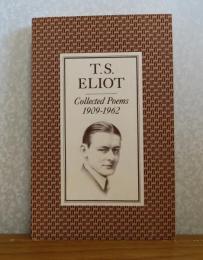 T.S.
ELIOT
Collected Poems
1909-1962